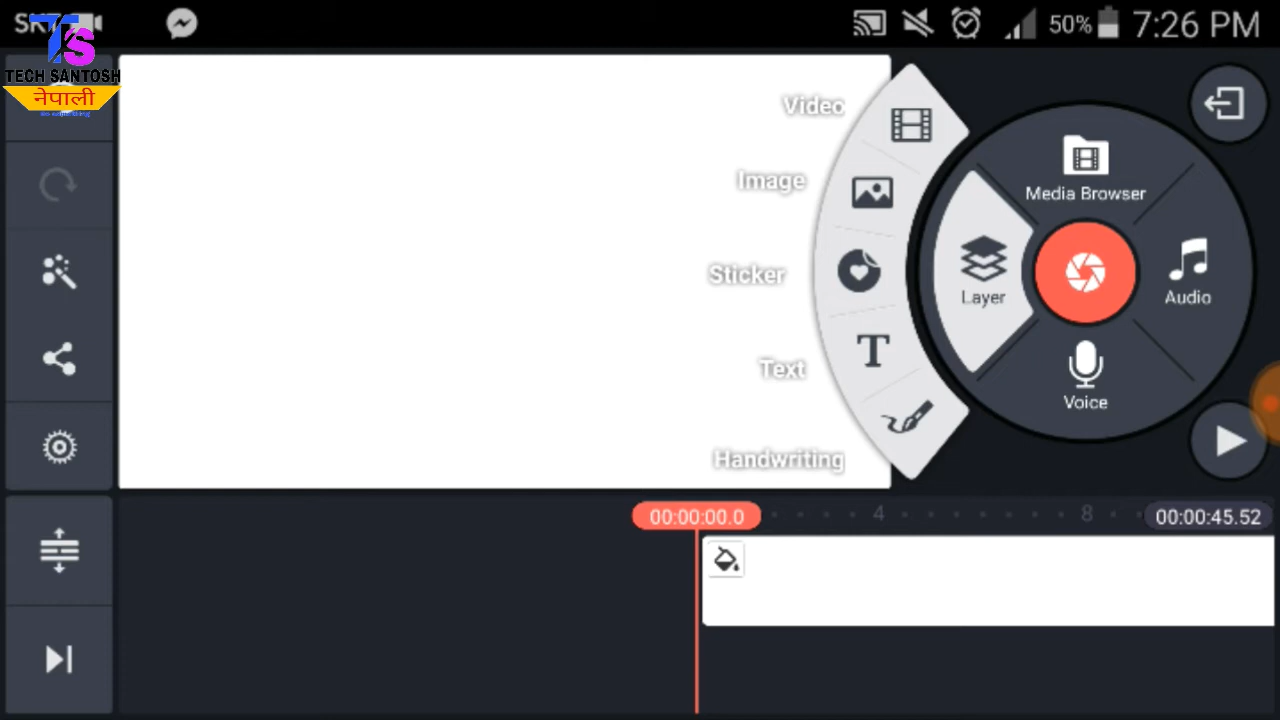 50% 7:26 PM
TS
TECH SANTOSH
नेपाली
Video
Image
Sticker
Text
Handwriting
Media Browser
Layer
Audio
Voice
00:00:00.0
4
8
00:00:45.52